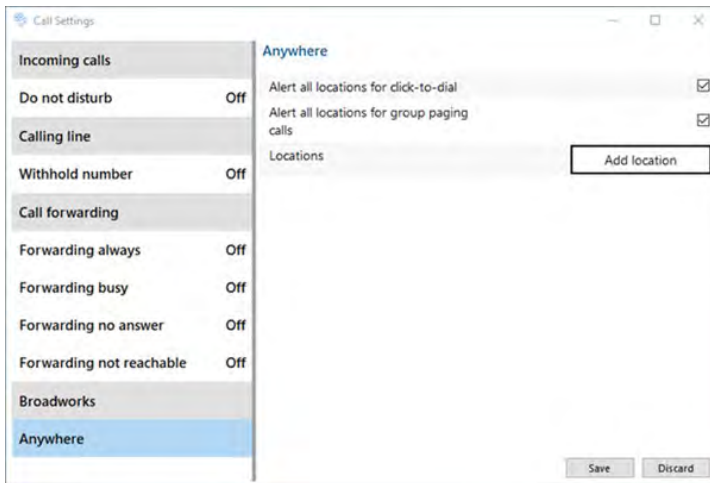 Call Settings
Incoming calls
Do not disturb Off
Calling line
Withhold number Off
Call forwarding
Forwarding always Off
Forwarding busy Off
Forwarding no answer Off
Forwarding not reachable Off
Broadworks
Anywhere
Anywhere
Alert all locations for click-to-dial
Alert all locations for group paging
calls
Locations Add location
Save Discard